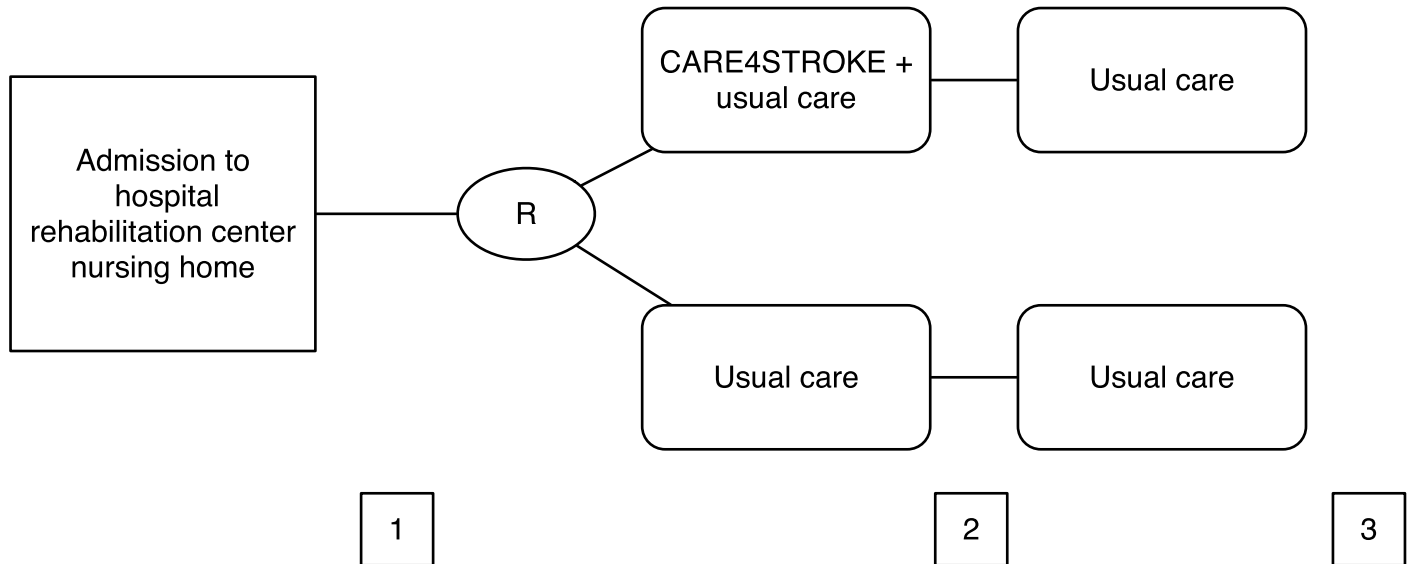 Admission to
hospital
rehabilitation center
nursing home
R
CARE4STROKE +
usual care
Usual care
Usual care
Usual care
1
2
3